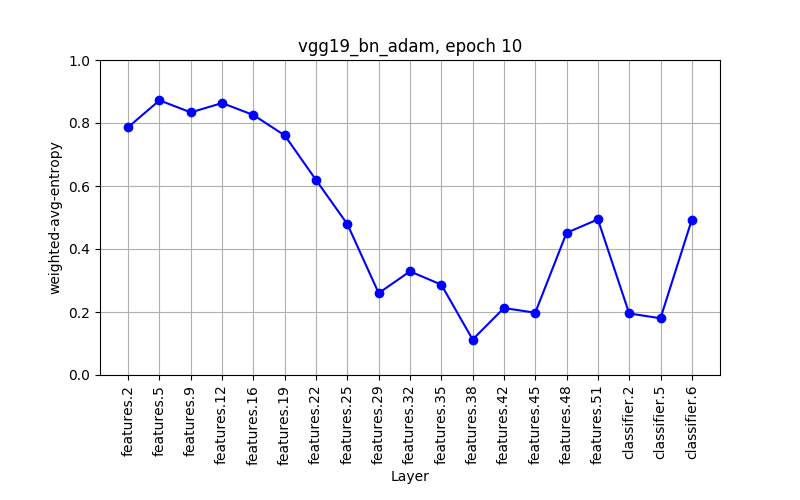 vgg19_bn_adam, epoch 10
weighted-avg-entropy
1.0
0.8
0.6
0.4
0.2
0.0
features.2
features.5
features.9
features.12
features.16
features.19
features.22
features.25
features.29
features.32
features.35
features.38
features.42
features.45
features.48
features.51
classifier.2
classifier.5
classifier.6
Layer